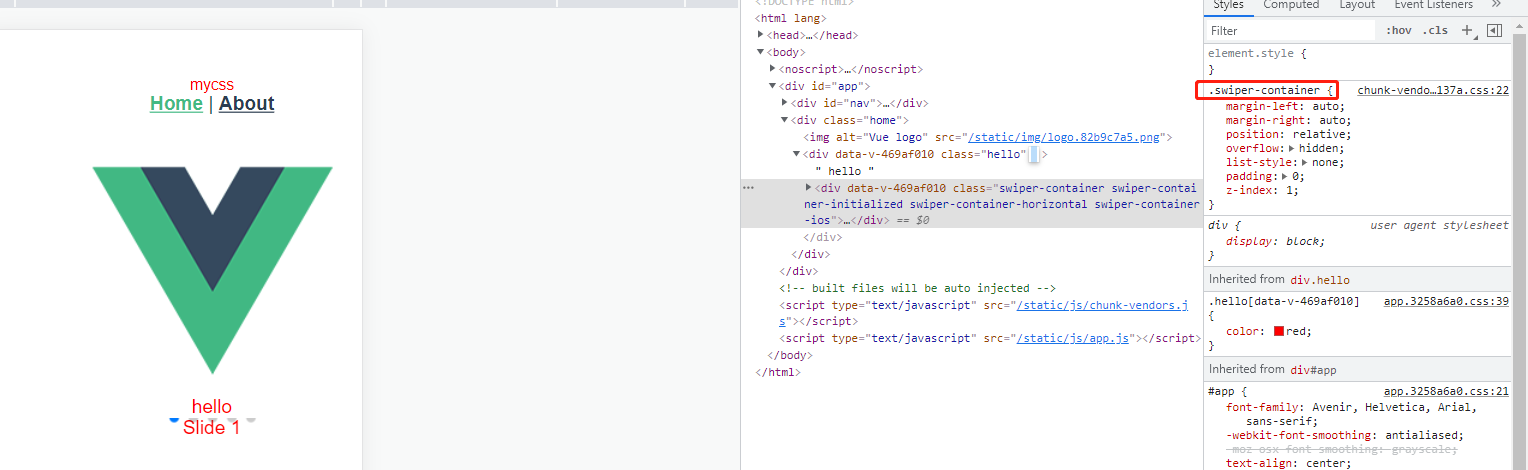 mycss
Home | About
hello
Slide 1
<!DOCTYPE html>
<html lang>
<head>…</head>
<body>
<noscript>…</noscript>
<div id="app">
<div id="nav">…</div>
<div class="home">
<img alt="Vue logo" src="/static/img/logo.82b9c7a5.png">
<div data-v-469af010 class="hello" >
" hello "
<div data-v-469af010 class="swiper-container swiper-contai
ner-initialized swiper-container-horizontal swiper-container
-ios">…</div> == $0
</div>
</div>
</div>
<!-- built files will be auto injected -->
<script type="text/javascript" src="/static/js/chunk-vendors.j
s"></script>
<script type="text/javascript" src="/static/js/app.js"></script>
</body>
</html>
Styles Computed Layout Event Listeners »
Filter :hov .cls +
element.style {
}
.swiper-container { chunk-vendo…137a.css:22
margin-left: auto;
margin-right: auto;
position: relative;
overflow: hidden;
list-style: none;
padding: 0;
z-index: 1;
}
div { user agent stylesheet
display: block;
}
Inherited from div.hello
.hello[data-v-469af010] app.3258a6a0.css:39
{
color: red;
}
Inherited from div#app
#app { app.3258a6a0.css:21
font-family: Avenir, Helvetica, Arial,
sans-serif;
-webkit-font-smoothing: antialiased;
-moz-osx-font-smoothing: grayscale;
text-align: center;